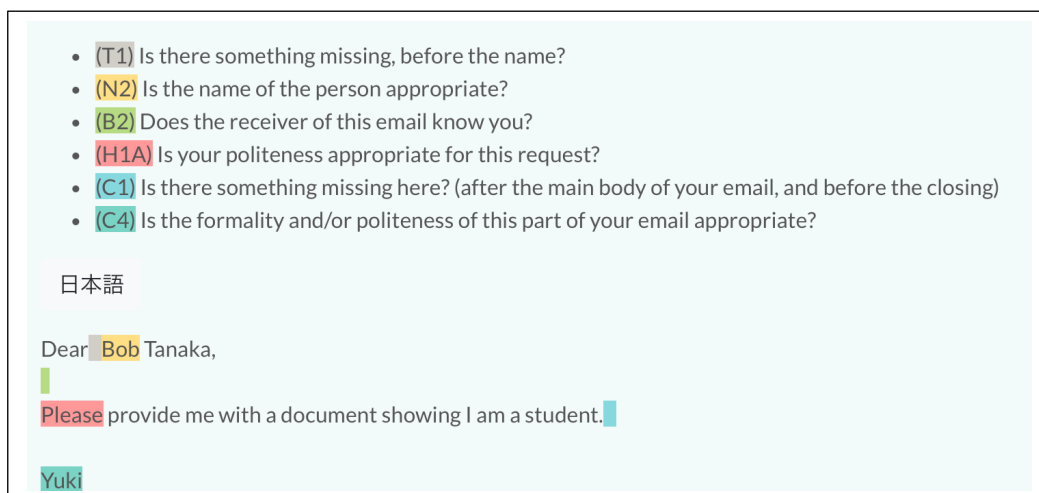 • (T1) Is there something missing, before the name?
• (N2) Is the name of the person appropriate?
• (B2) Does the receiver of this email know you?
• (H1A) Is your politeness appropriate for this request?
• (C1) Is there something missing here? (after the main body of your email, and before the closing)
• (C4) Is the formality and/or politeness of this part of your email appropriate?
日本語
Dear Bob Tanaka,
Please provide me with a document showing I am a student.
Yuki